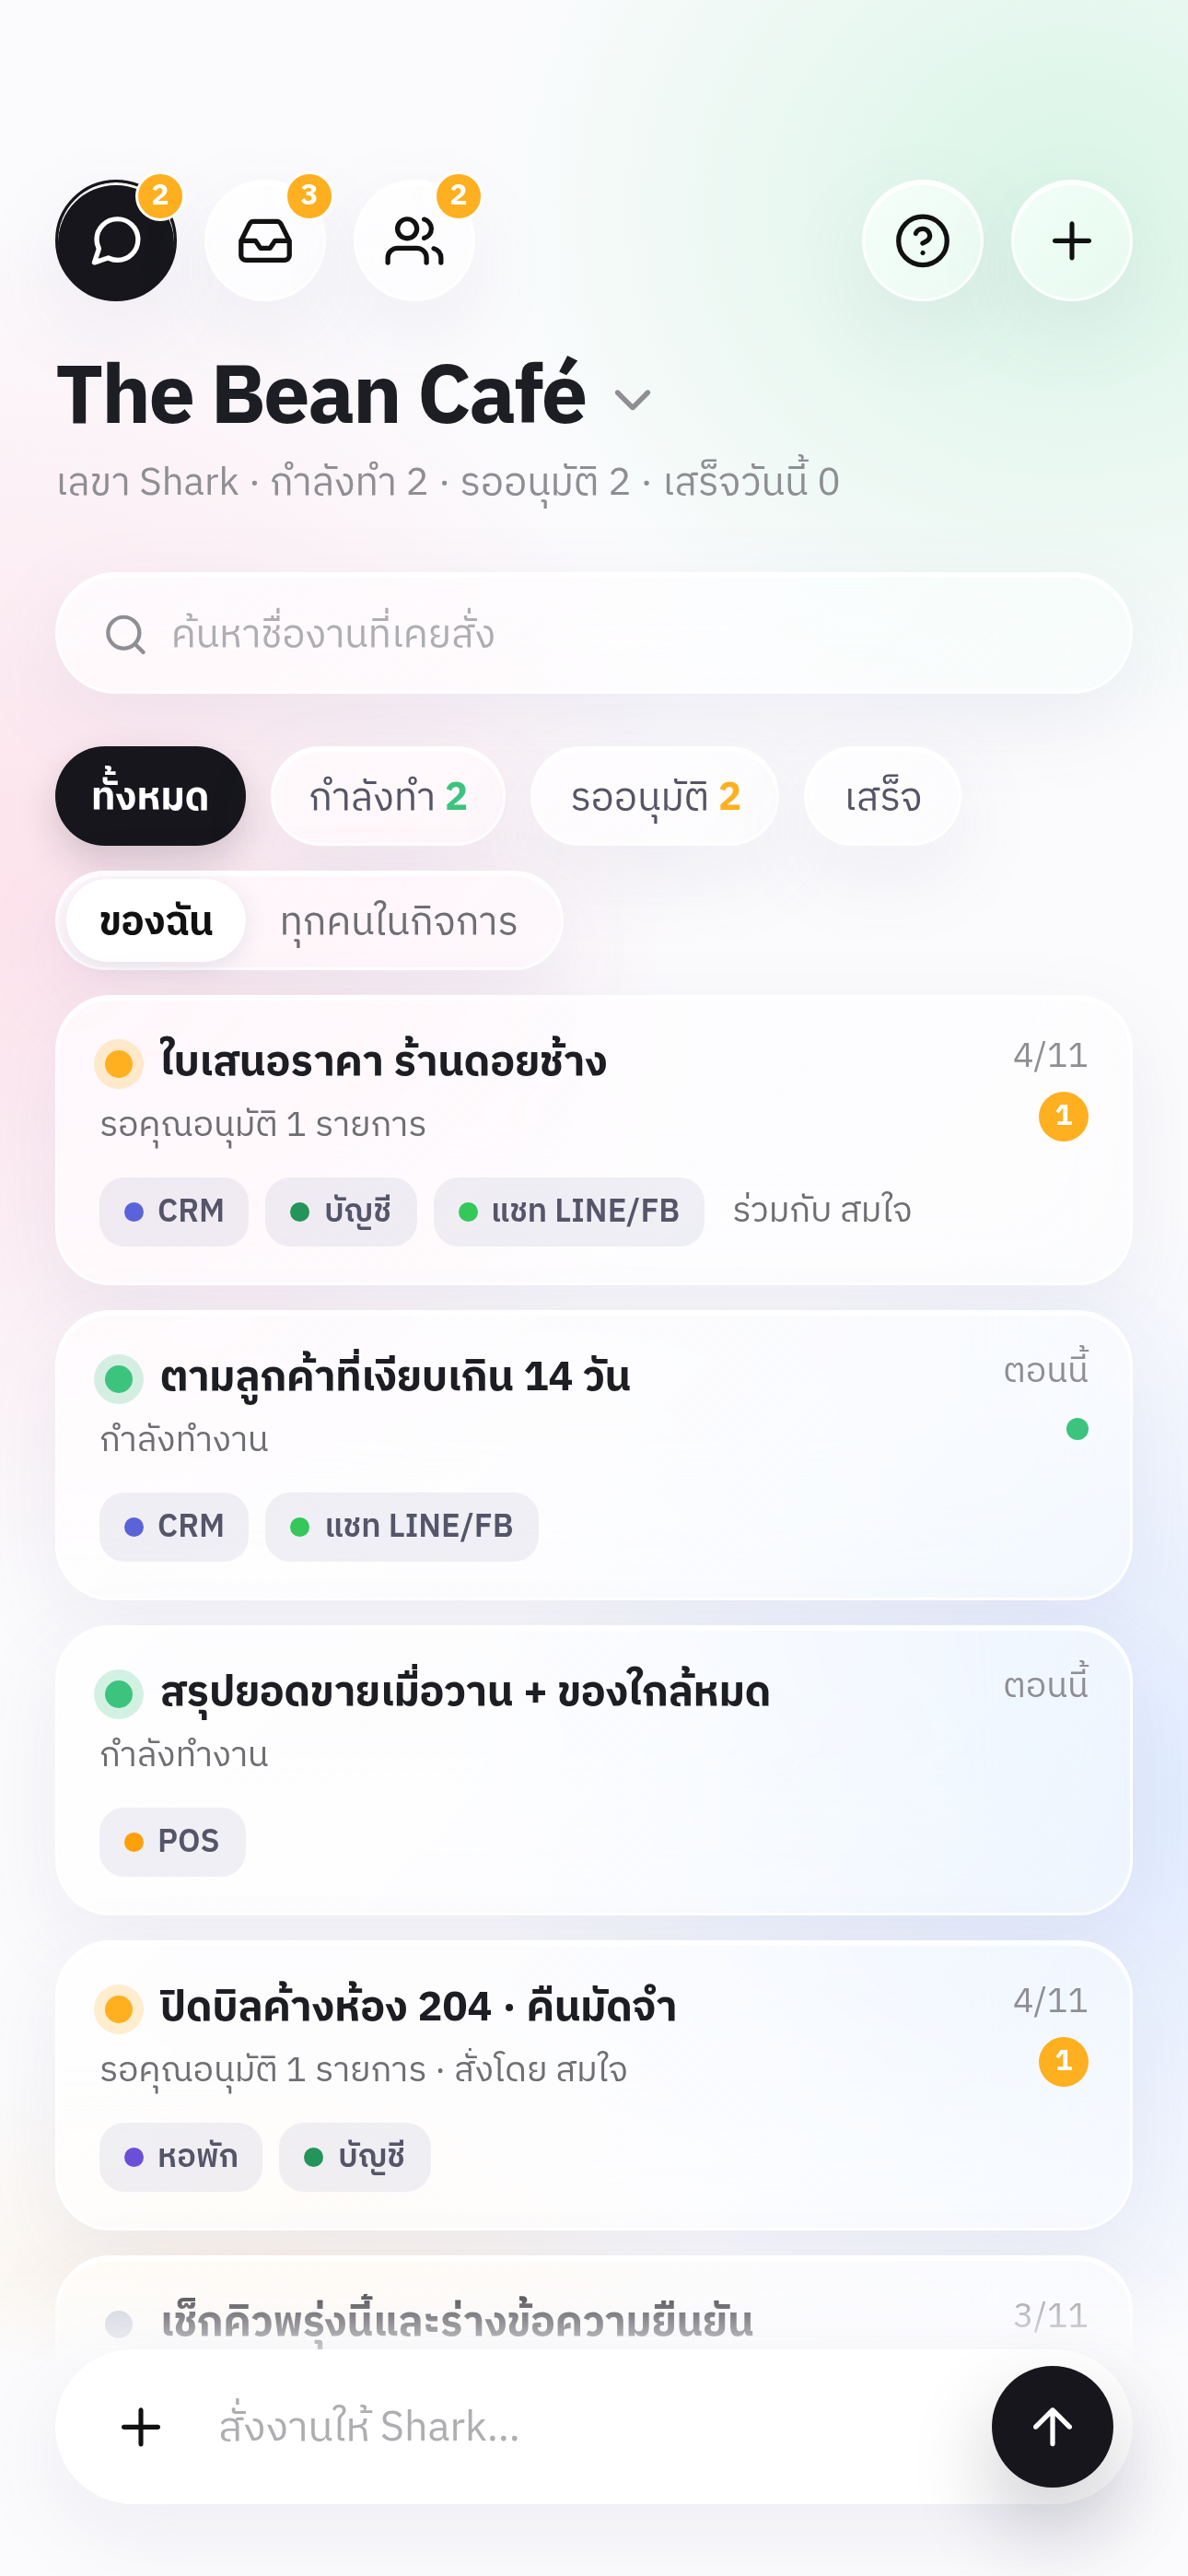 2
3
2
The Bean Café
เลขา Shark · กำลังทำ 2 · รออนุมัติ 2 · เสร็จวันนี้ 0
ค้นหาชื่องานที่เคยสั่ง
ทั้งหมด กำลังทำ 2 รออนุมัติ 2 เสร็จ
ของฉัน ทุกคนในกิจการ
ใบเสนอราคา ร้านดอยช้าง 4/11
รอคุณอนุมัติ 1 รายการ 1
CRM บัญชี แชท LINE/FB ร่วมกับ สมใจ
ตามลูกค้าที่เงียบเกิน 14 วัน ตอนนี้
กำลังทำงาน
CRM แชท LINE/FB
สรุปยอดขายเมื่อวาน + ของใกล้หมด ตอนนี้
กำลังทำงาน
POS
ปิดบิลค้างห้อง 204 · คืนมัดจำ 4/11
รอคุณอนุมัติ 1 รายการ · สั่งโดย สมใจ 1
หอพัก บัญชี
เช็กคิวพรุ่งนี้และร่างข้อความยืนยัน 3/11
สั่งงานให้ Shark...